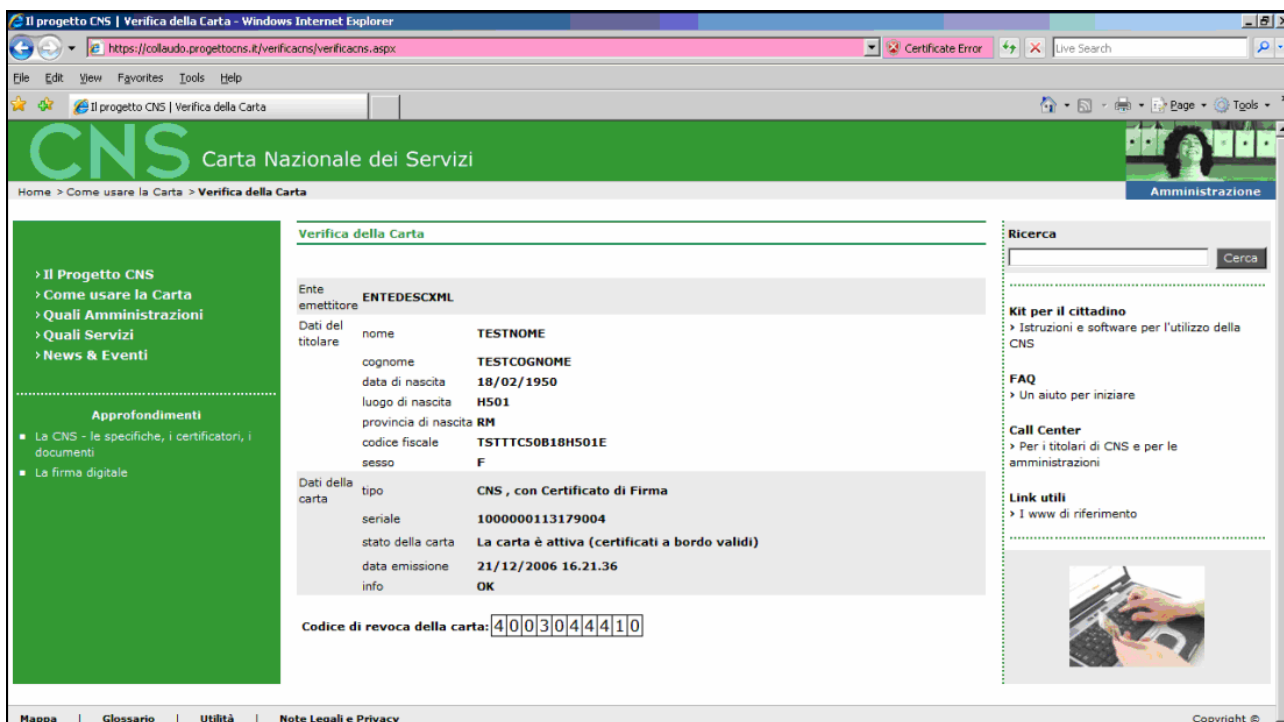 Il progetto CNS | Verifica della Carta - Windows Internet Explorer
https://collaudo.progettocns.it/verificacns/verificacns.aspx
Certificate Error
Live Search
File Edit View Favorites Tools Help
Il progetto CNS | Verifica della Carta
Page Tools
CNS Carta Nazionale dei Servizi
Home > Come usare la Carta > Verifica della Carta
Amministrazione
› Il Progetto CNS
› Come usare la Carta
› Quali Amministrazioni
› Quali Servizi
› News & Eventi
Approfondimenti
La CNS - le specifiche, i certificatori, i
documenti
La firma digitale
Verifica della Carta
Ente
emettitore ENTEDESCXML
Dati del
titolare
nome TESTNOME
cognome TESTCOGNOME
data di nascita 18/02/1950
luogo di nascita H501
provincia di nascita RM
codice fiscale TSTTTC50B18H501E
sesso F
Dati della
carta
tipo CNS , con Certificato di Firma
seriale 1000000113179004
stato della carta La carta è attiva (certificati a bordo validi)
data emissione 21/12/2006 16.21.36
info OK
Codice di revoca della carta: 4003044410
Ricerca
Cerca
Kit per il cittadino
› Istruzioni e software per l'utilizzo della
CNS
FAQ
› Un aiuto per iniziare
Call Center
› Per i titolari di CNS e per le
amministrazioni
Link utili
› I www di riferimento
Mappa | Glossario | Utilità | Note Legali e Privacy
Copyright ©